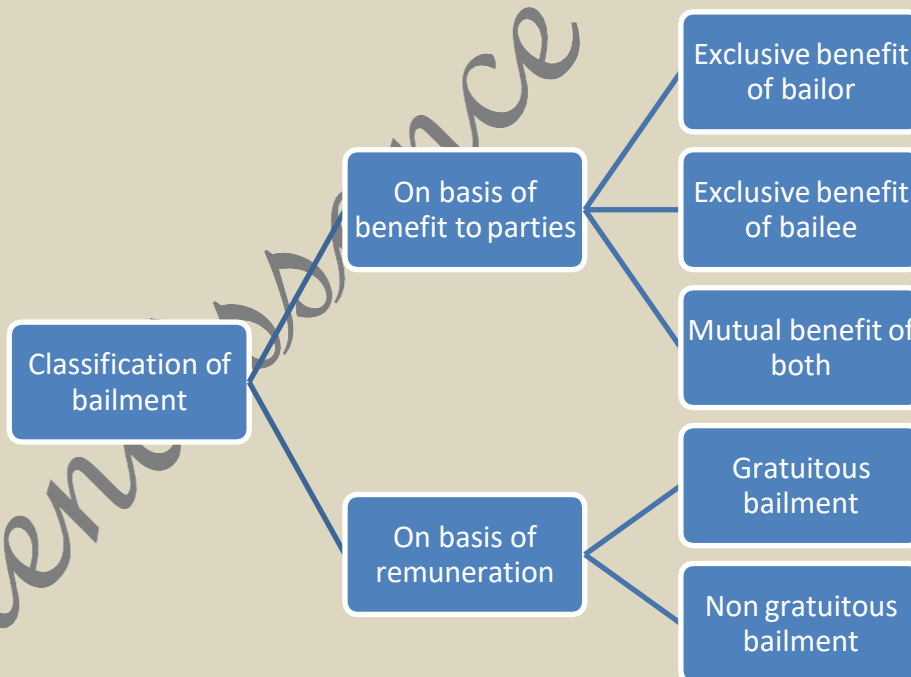 Classification of
bailment
On basis of
benefit to parties
Exclusive benefit
of bailor
Exclusive benefit
of bailee
Mutual benefit of
both
On basis of
remuneration
Gratuitous
bailment
Non gratuitous
bailment